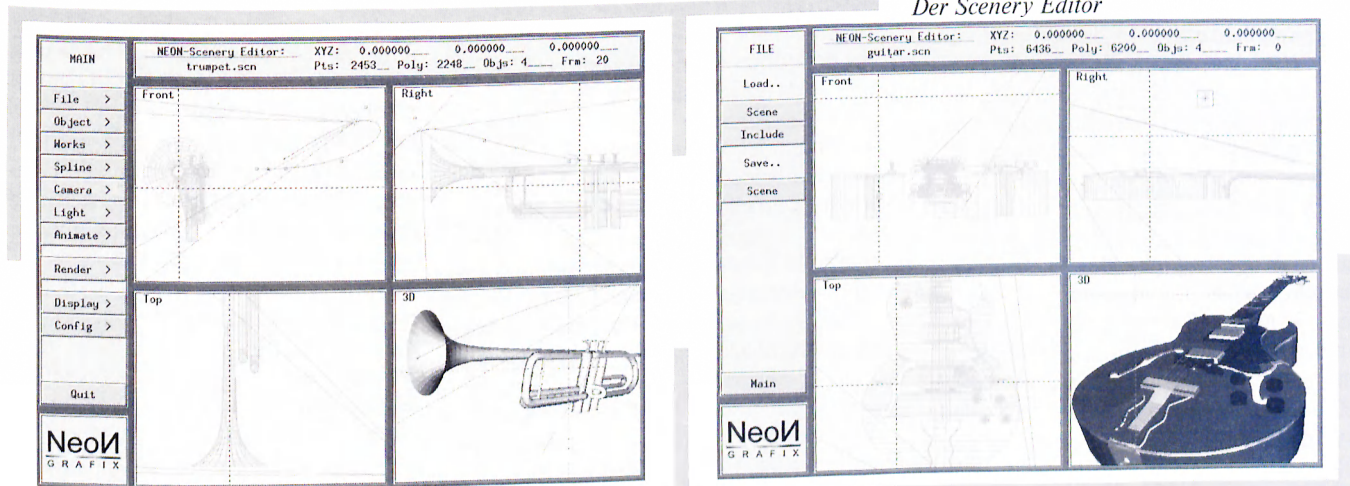 Der Scenery Editor
MAIN
NEON-Scenery Editor: XYZ: 0.000000___ 0.000000___ 0.000000___
trumpet.scn Pts: 2453__ Poly: 2248__ Objs: 4____ Frm: 20
File >
Object >
Works >
Spline >
Camera >
Light >
Animate >
Render >
Display >
Config >
Quit
NeoN
GRAFIX
Front
Right
Top
3D
FILE
NEON-Scenery Editor: XYZ: 0.000000___ 0.000000___ 0.000000___
guitar.scn Pts: 6436__ Poly: 6200__ Objs: 4____ Frm: 0
Load..
Scene
Include
Save..
Scene
Main
NeoN
GRAFIX
Front
Right
Top
3D